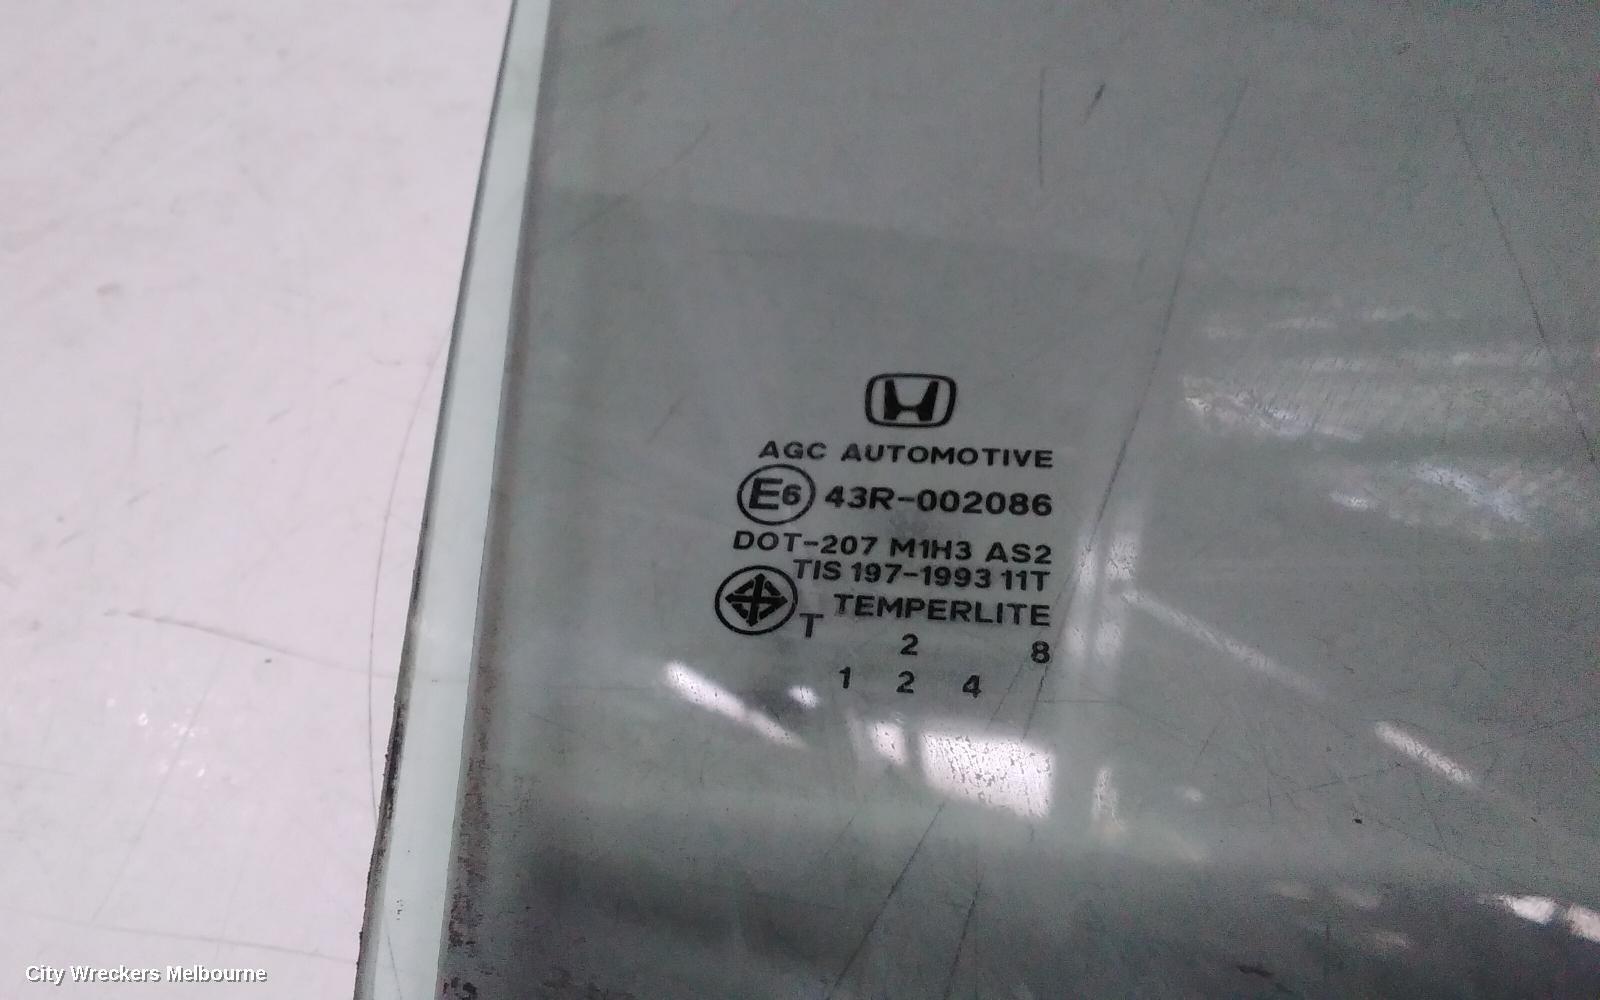 AGC AUTOMOTIVE
E6 43R-002086
DOT-207 M1H3 AS2
TIS 197-1993 11T
T TEMPERLITE
2 8
1 2 4
City Wreckers Melbourne